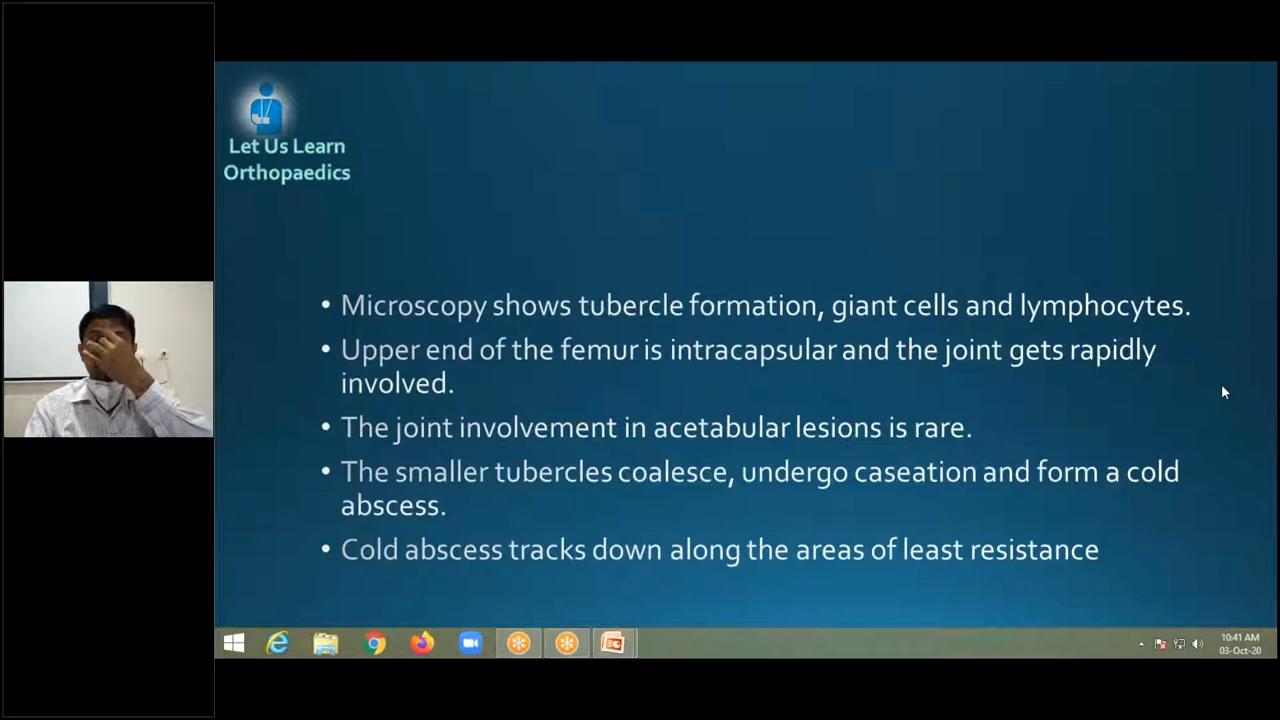 Let Us Learn
Orthopaedics
• Microscopy shows tubercle formation, giant cells and lymphocytes.
• Upper end of the femur is intracapsular and the joint gets rapidly
involved.
• The joint involvement in acetabular lesions is rare.
• The smaller tubercles coalesce, undergo caseation and form a cold
abscess.
• Cold abscess tracks down along the areas of least resistance
10:41 AM
03-Oct-20